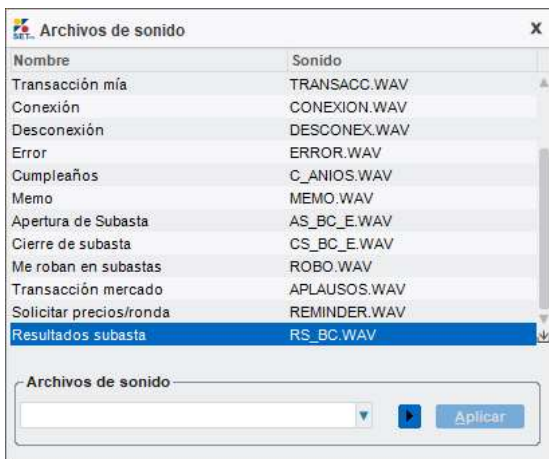 SET Archivos de sonido X
Nombre Sonido
Transacción mía TRANSACC.WAV
Conexión CONEXION.WAV
Desconexión DESCONEX.WAV
Error ERROR.WAV
Cumpleaños C_ANIOS.WAV
Memo MEMO.WAV
Apertura de Subasta AS_BC_E.WAV
Cierre de subasta CS_BC_E.WAV
Me roban en subastas ROBO.WAV
Transacción mercado APLAUSOS.WAV
Solicitar precios/ronda REMINDER.WAV
Resultados subasta RS_BC.WAV
Archivos de sonido
Aplicar